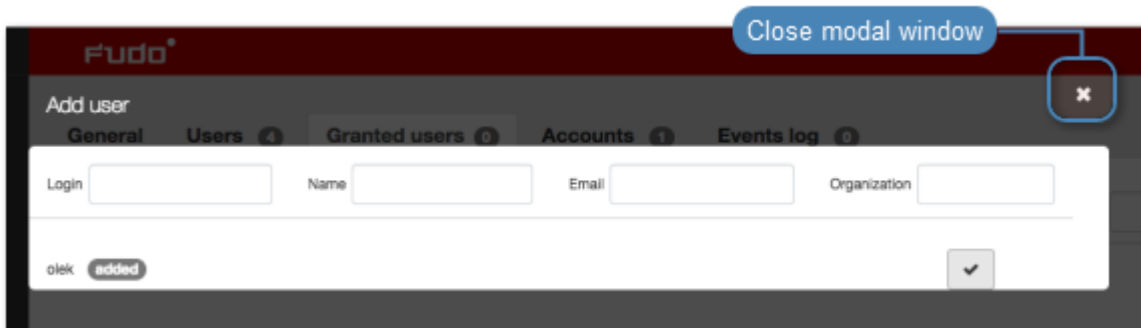 Close modal window
Fudo
Add user
General Users 4 Granted users 0 Accounts 1 Events log 0
Login Name Email Organization
olek added